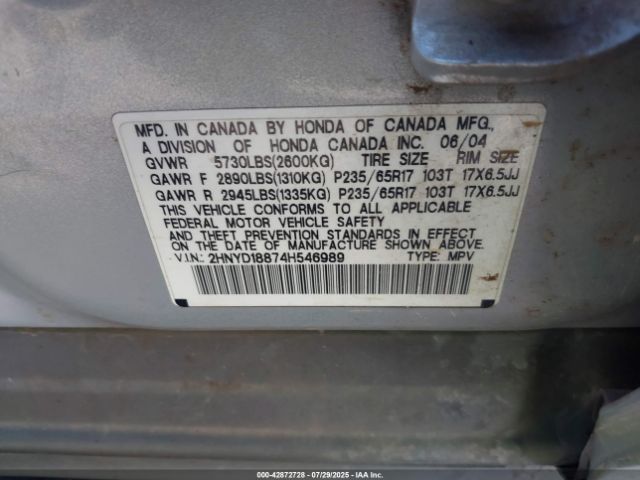 MFD. IN CANADA BY HONDA OF CANADA MFG.,
A DIVISION OF HONDA CANADA INC. 06/04
GVWR 5730LBS(2600KG) TIRE SIZE RIM SIZE
GAWR F 2890LBS(1310KG) P235/65R17 103T 17X6.5JJ
GAWR R 2945LBS(1335KG) P235/65R17 103T 17X6.5JJ
THIS VEHICLE CONFORMS TO ALL APPLICABLE
FEDERAL MOTOR VEHICLE SAFETY
AND THEFT PREVENTION STANDARDS IN EFFECT
ON THE DATE OF MANUFACTURE SHOWN ABOVE.
V.I.N.: 2HNYD18874H546989 TYPE: MPV
000-42872728 - 07/29/2025 - IAA Inc.